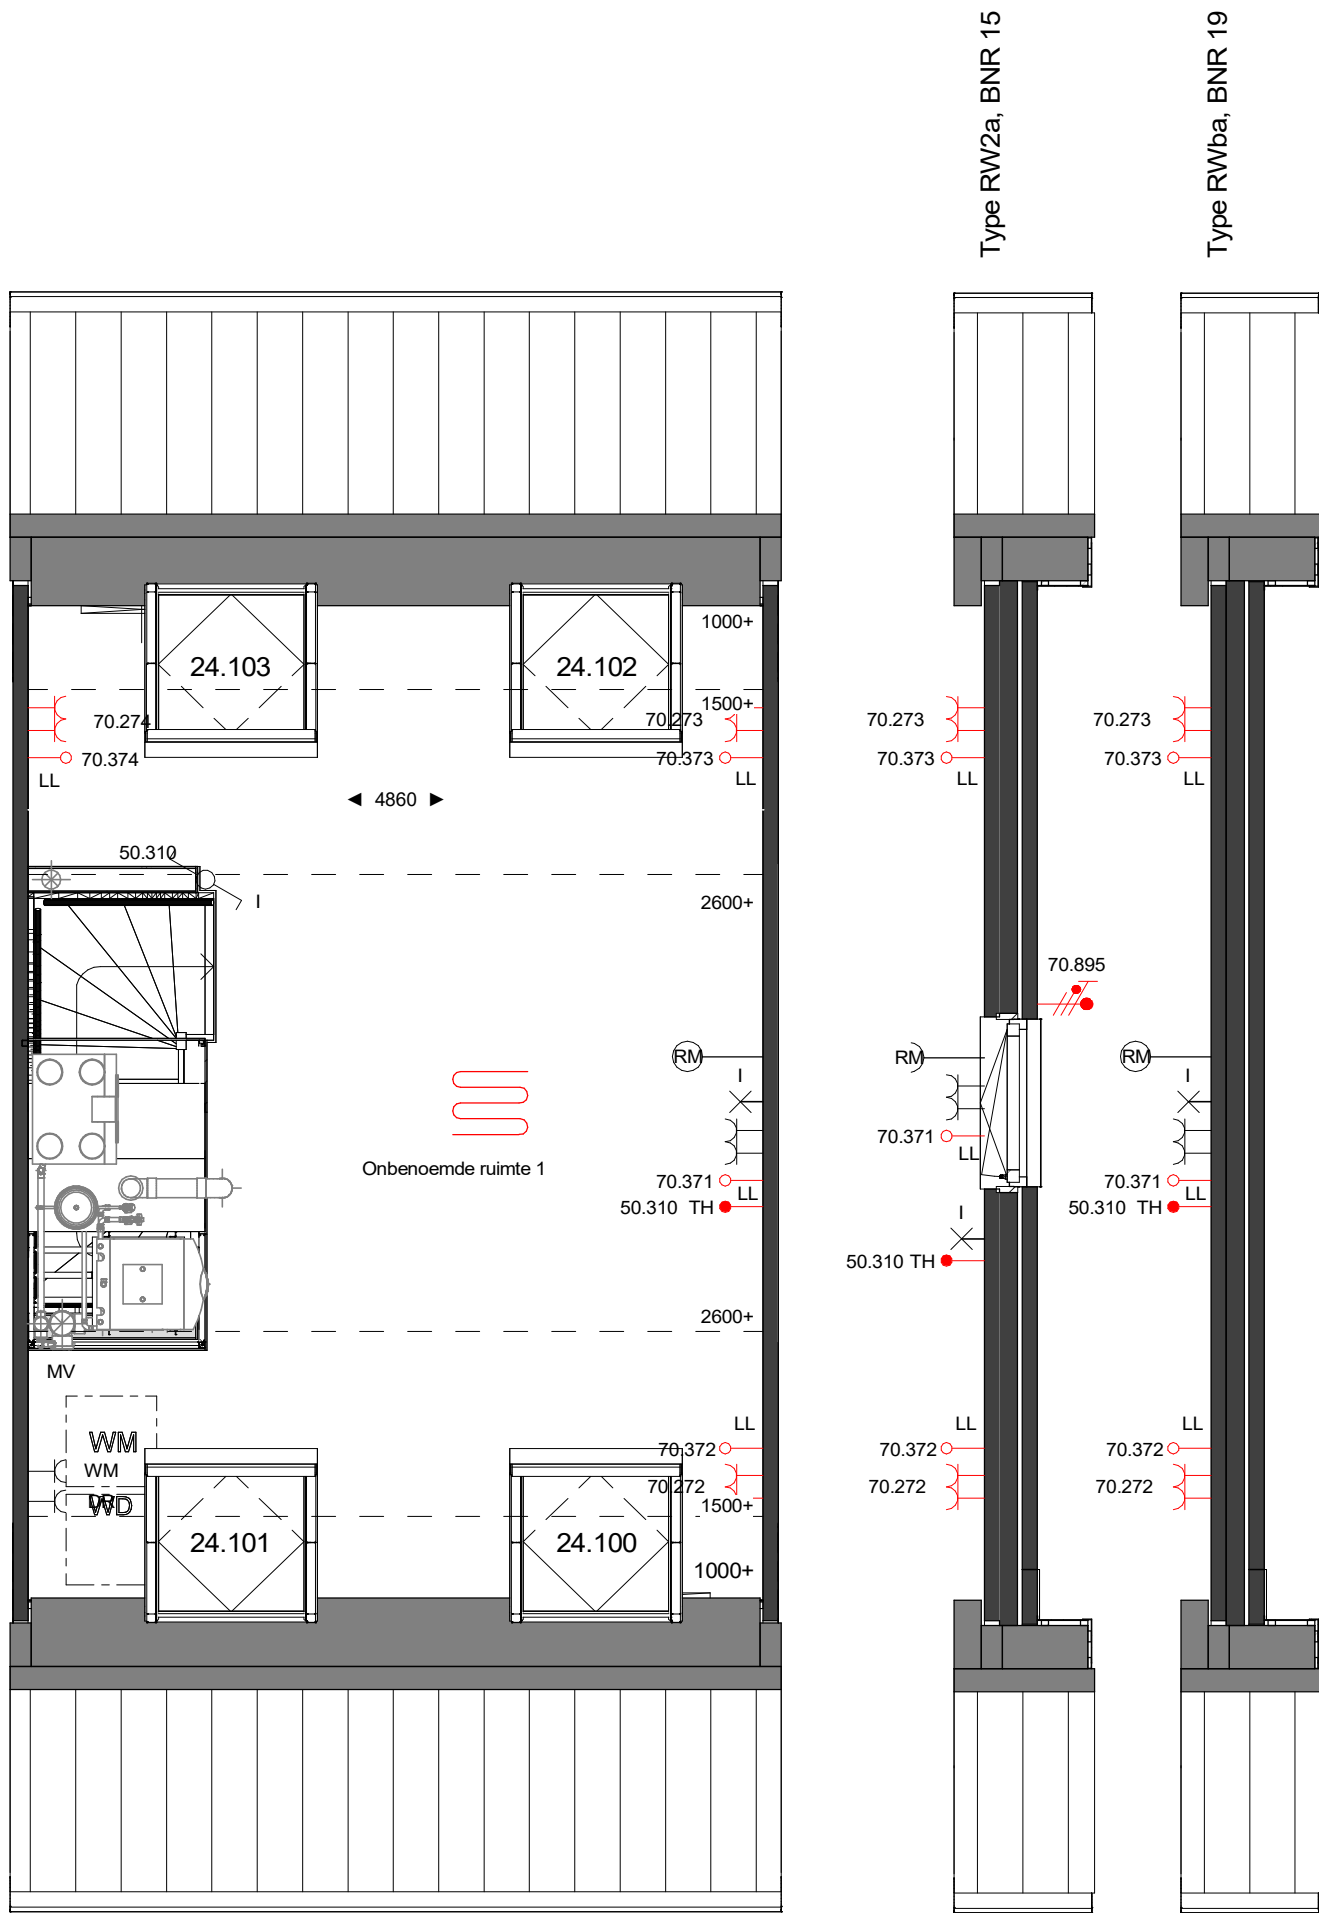 Type RW2a, BNR 15
Type RWba, BNR 19
1000+
24.103
24.102
1500+
70.274
70.273
70.273
70.273
70.374
70.373
70.373
70.373
LL
LL
LL
LL
4860
50.310
I
2600+
70.895
RM
RM
RM
I
I
70.371
LL
Onbenoemde ruimte 1
70.371
LL
70.371
LL
50.310 TH
50.310 TH
I
50.310 TH
2600+
MV
LL
LL
LL
WM
70.372
70.372
70.372
WM
70.272
70.272
70.272
WD
DR
1500+
24.101
24.100
1000+